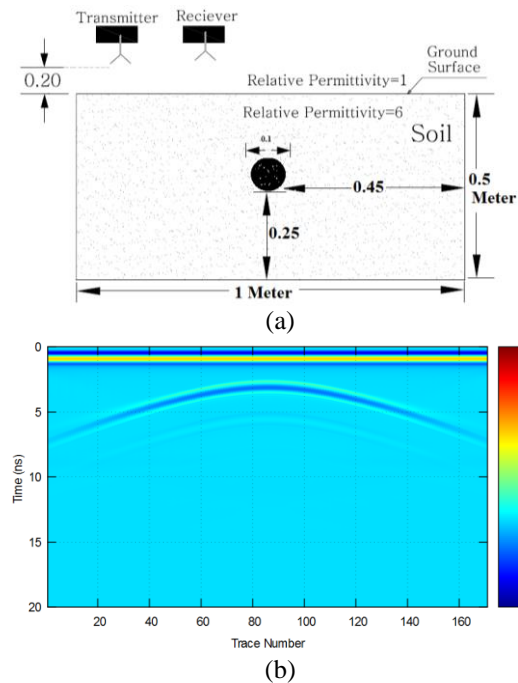 Transmitter
Reciever
0.20
Ground
Surface
Relative Permittivity=1
Relative Permittivity=6
Soil
0.1
0.45
0.5
Meter
0.25
1 Meter
(a)
0
5
10
15
20
Time (ns)
20
40
60
80
100
120
140
160
Trace Number
(b)